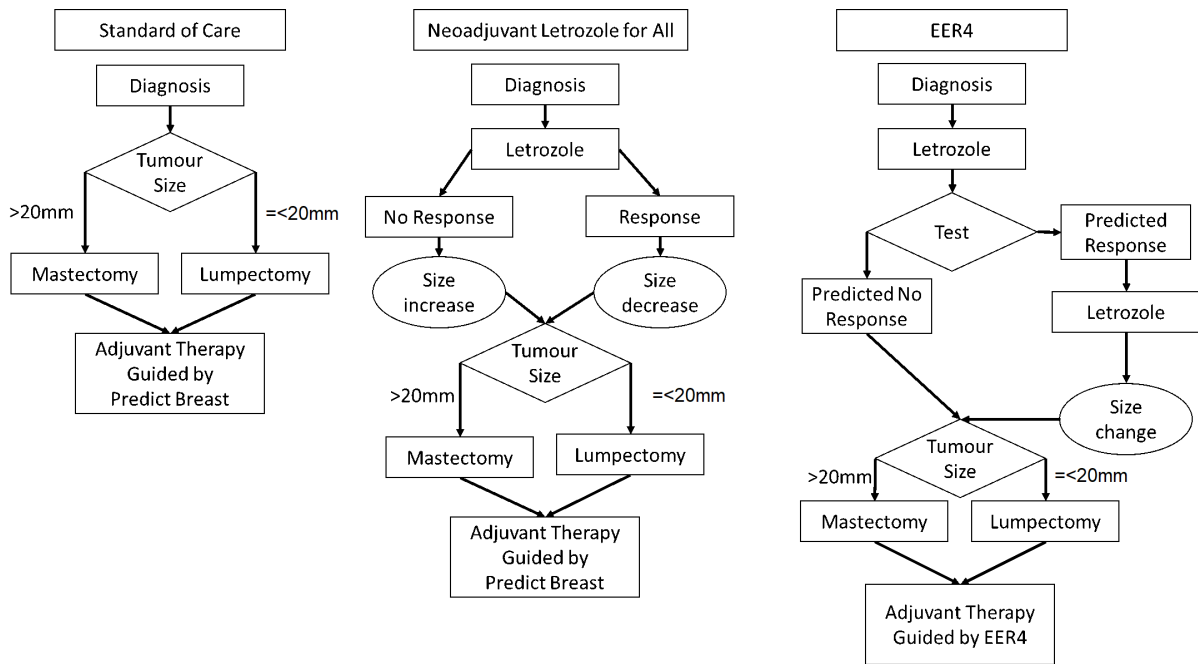 Standard of Care
Diagnosis
Tumour
Size
>20mm
=<20mm
Mastectomy
Lumpectomy
Adjuvant Therapy
Guided by
Predict Breast
Neoadjuvant Letrozole for All
Diagnosis
Letrozole
No Response
Response
Size
increase
Size
decrease
Tumour
Size
>20mm
=<20mm
Mastectomy
Lumpectomy
Adjuvant Therapy
Guided by
Predict Breast
EER4
Diagnosis
Letrozole
Test
Predicted
Response
Predicted No
Response
Letrozole
Size
change
Tumour
Size
>20mm
=<20mm
Mastectomy
Lumpectomy
Adjuvant Therapy
Guided by EER4